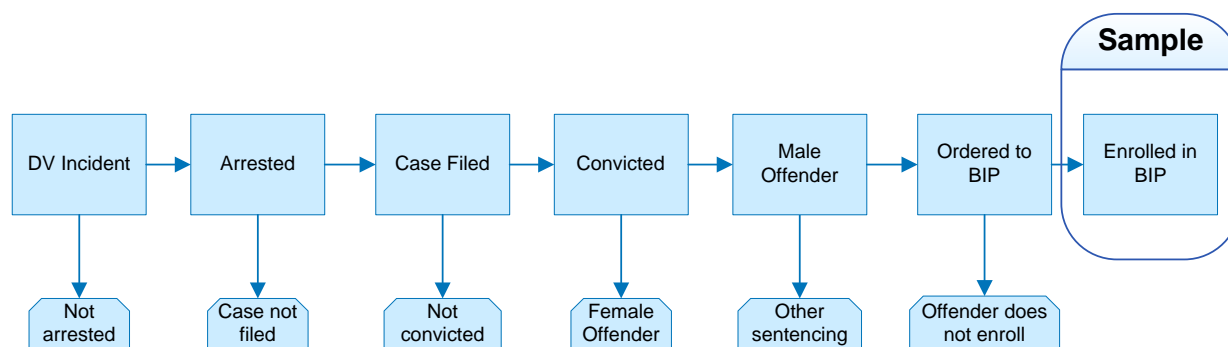 Sample
DV Incident
Arrested
Case Filed
Convicted
Male
Offender
Ordered to
BIP
Enrolled in
BIP
Not
arrested
Case not
filed
Not
convicted
Female
Offender
Other
sentencing
Offender does
not enroll